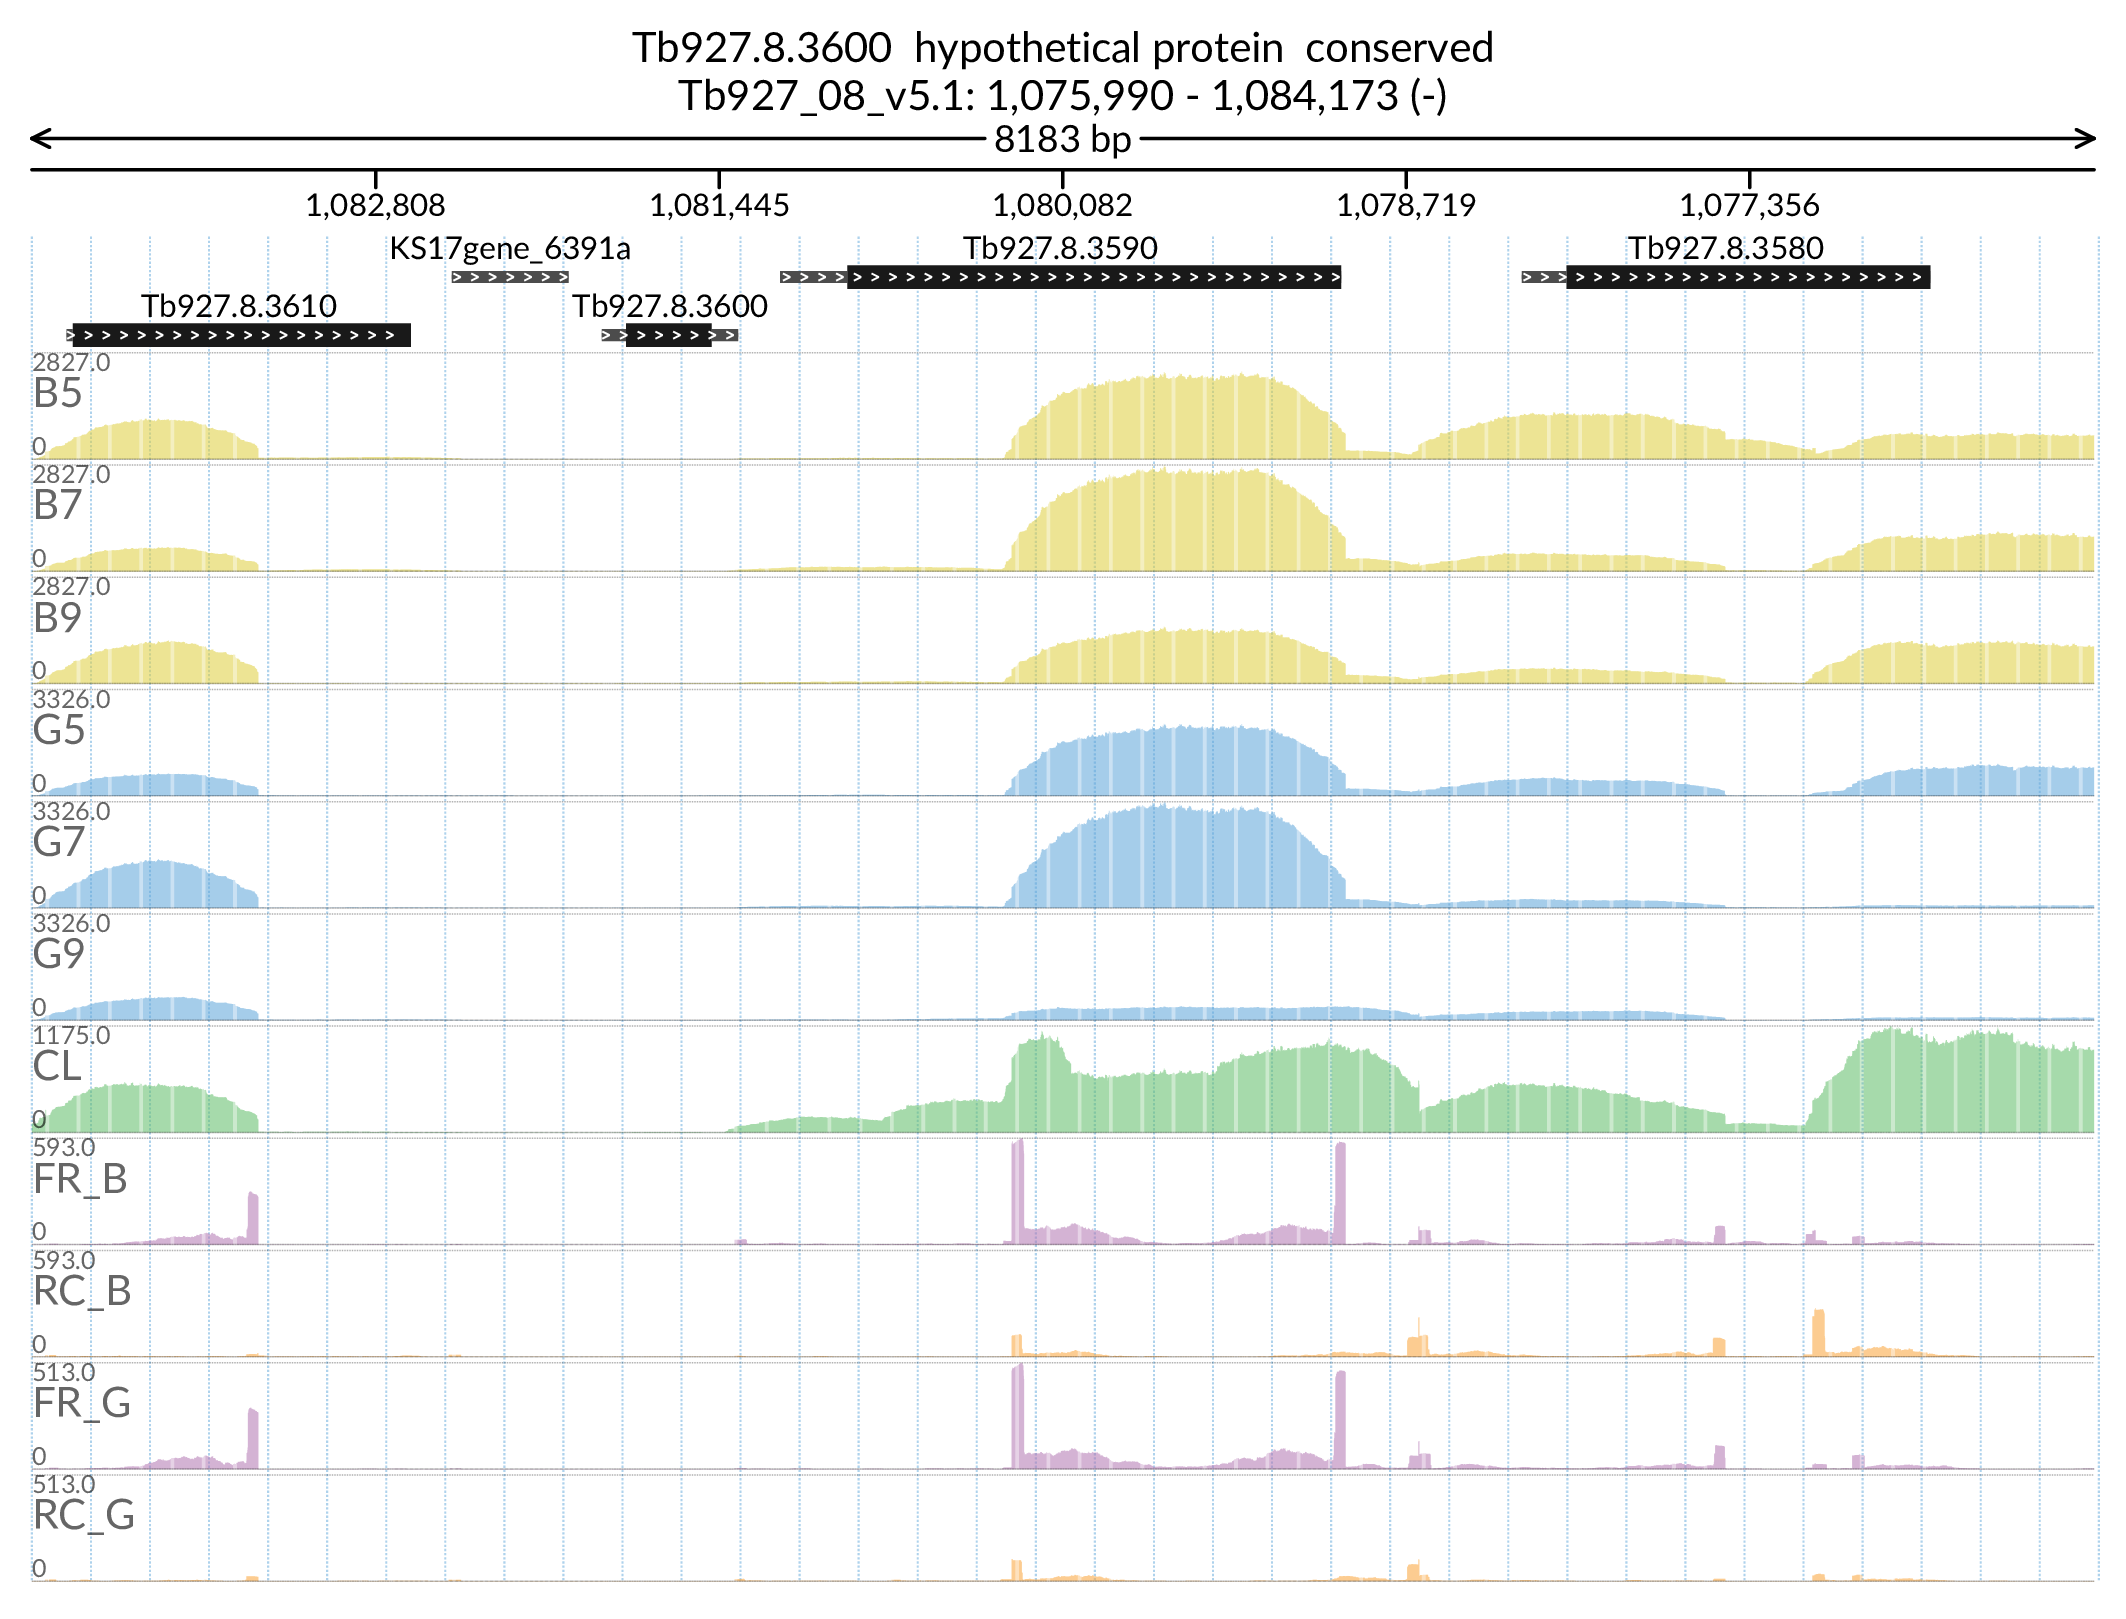 Tb927.8.3600  hypothetical protein  conserved
Tb927_08_v5.1: 1,075,990 - 1,084,173 (-)
8183 bp
1,082,808 1,081,445 1,080,082 1,078,719 1,077,356
KS17gene_6391a Tb927.8.3590 Tb927.8.3580
Tb927.8.3610 Tb927.8.3600
2827.0
B5
0
2827.0
B7
0
2827.0
B9
0
3326.0
G5
0
3326.0
G7
0
3326.0
G9
0
1175.0
CL
0
593.0
FR_B
0
593.0
RC_B
0
513.0
FR_G
0
513.0
RC_G
0